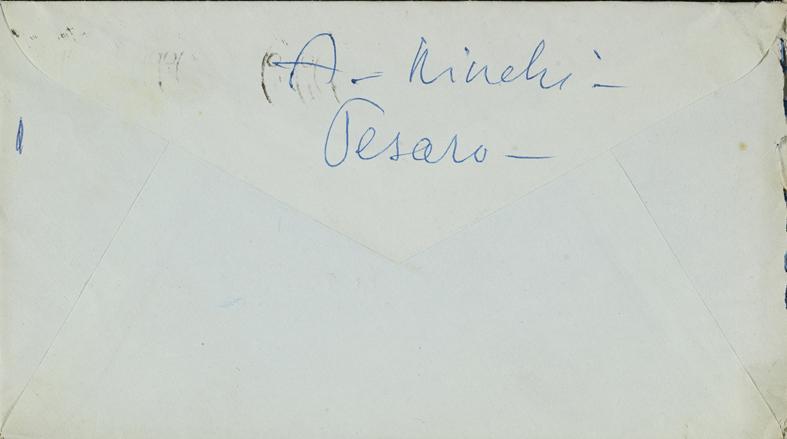 A. - Ninchi -
Pesaro -